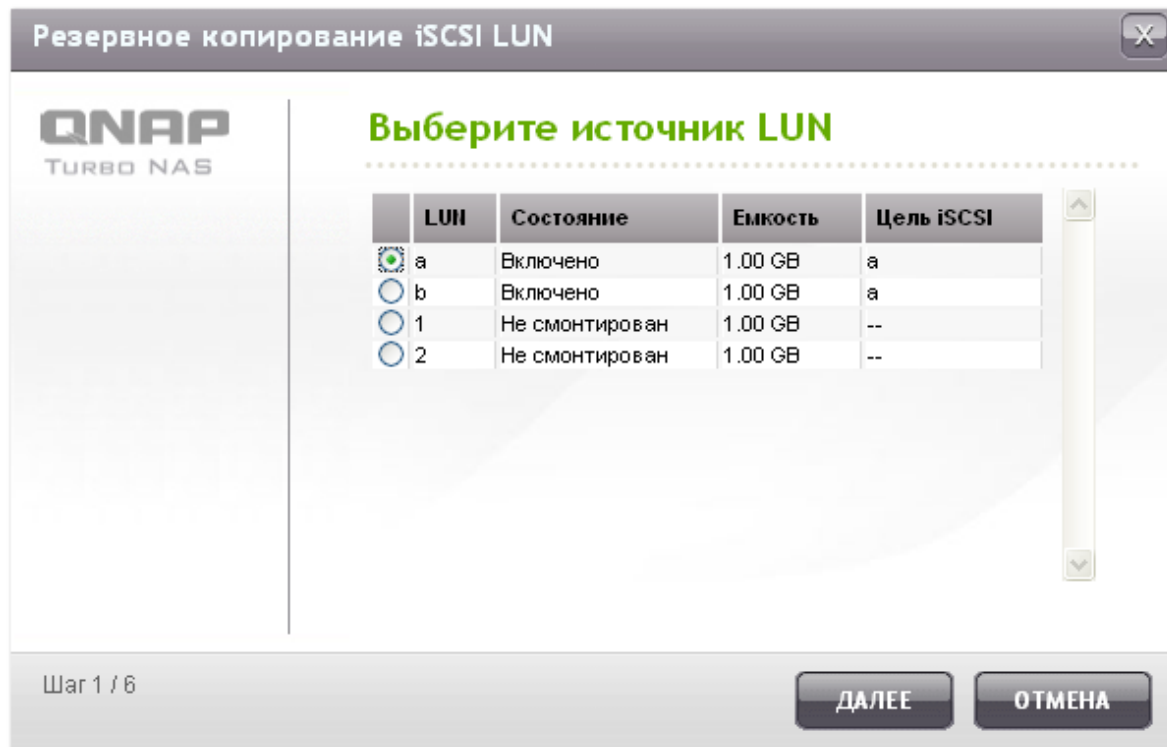 Резервное копирование iSCSI LUN
X
QNAP
TURBO NAS
Выберите источник LUN
LUN Состояние Емкость Цель iSCSI
a Включено 1.00 GB a
b Включено 1.00 GB a
1 Не смонтирован 1.00 GB --
2 Не смонтирован 1.00 GB --
Шаг 1 / 6
ДАЛЕЕ ОТМЕНА